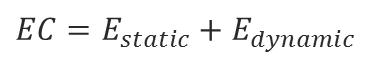 EC = E_static + E_dynamic